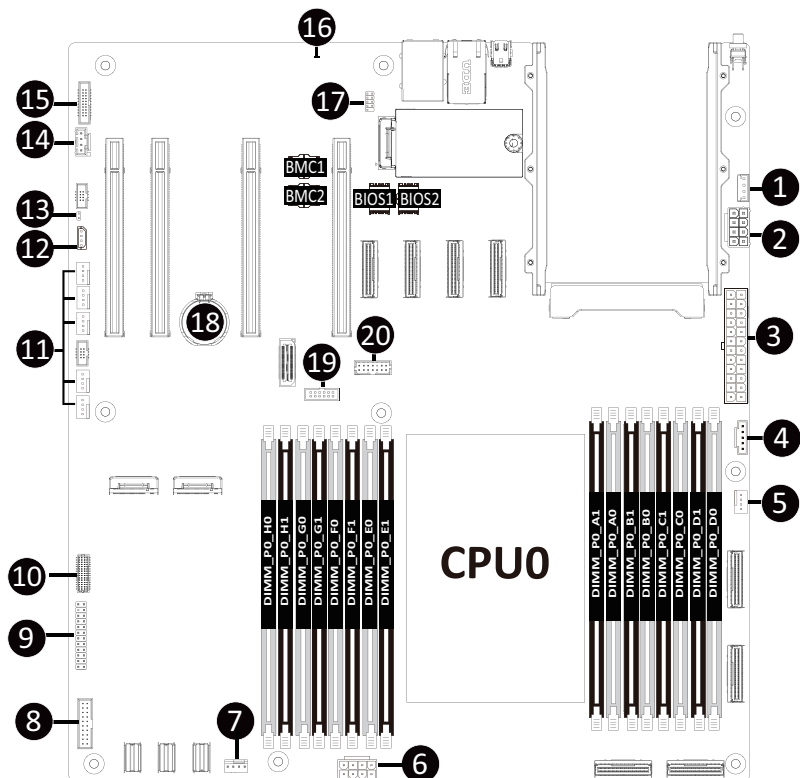 16
15
17
14
BMC1
1
BMC2
BIOS1
BIOS2
13
2
12
18
11
20
3
19
4
5
DIMM_P0_H0
DIMM_P0_H1
DIMM_P0_G0
DIMM_P0_G1
DIMM_P0_F0
DIMM_P0_F1
DIMM_P0_E0
DIMM_P0_E1
CPU0
DIMM_P0_A1
DIMM_P0_A0
DIMM_P0_B1
DIMM_P0_B0
DIMM_P0_C1
DIMM_P0_C0
DIMM_P0_D1
DIMM_P0_D0
10
9
8
7
6